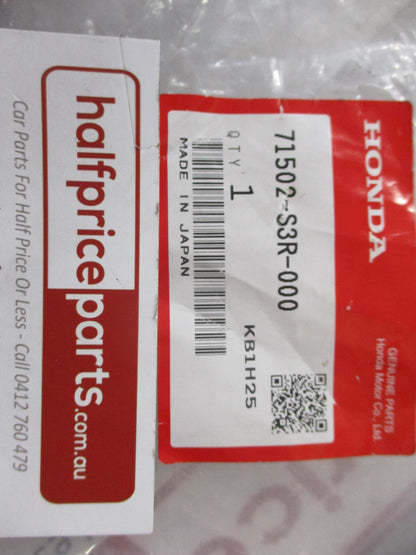 halfpriceparts.com.au
Car Parts For Half Price Or Less - Call 0412 760 479
HONDA
GENUINE PARTS
Honda Motor Co., Ltd.
71502-S3R-000
QTY 1
KB1H25
MADE IN JAPAN